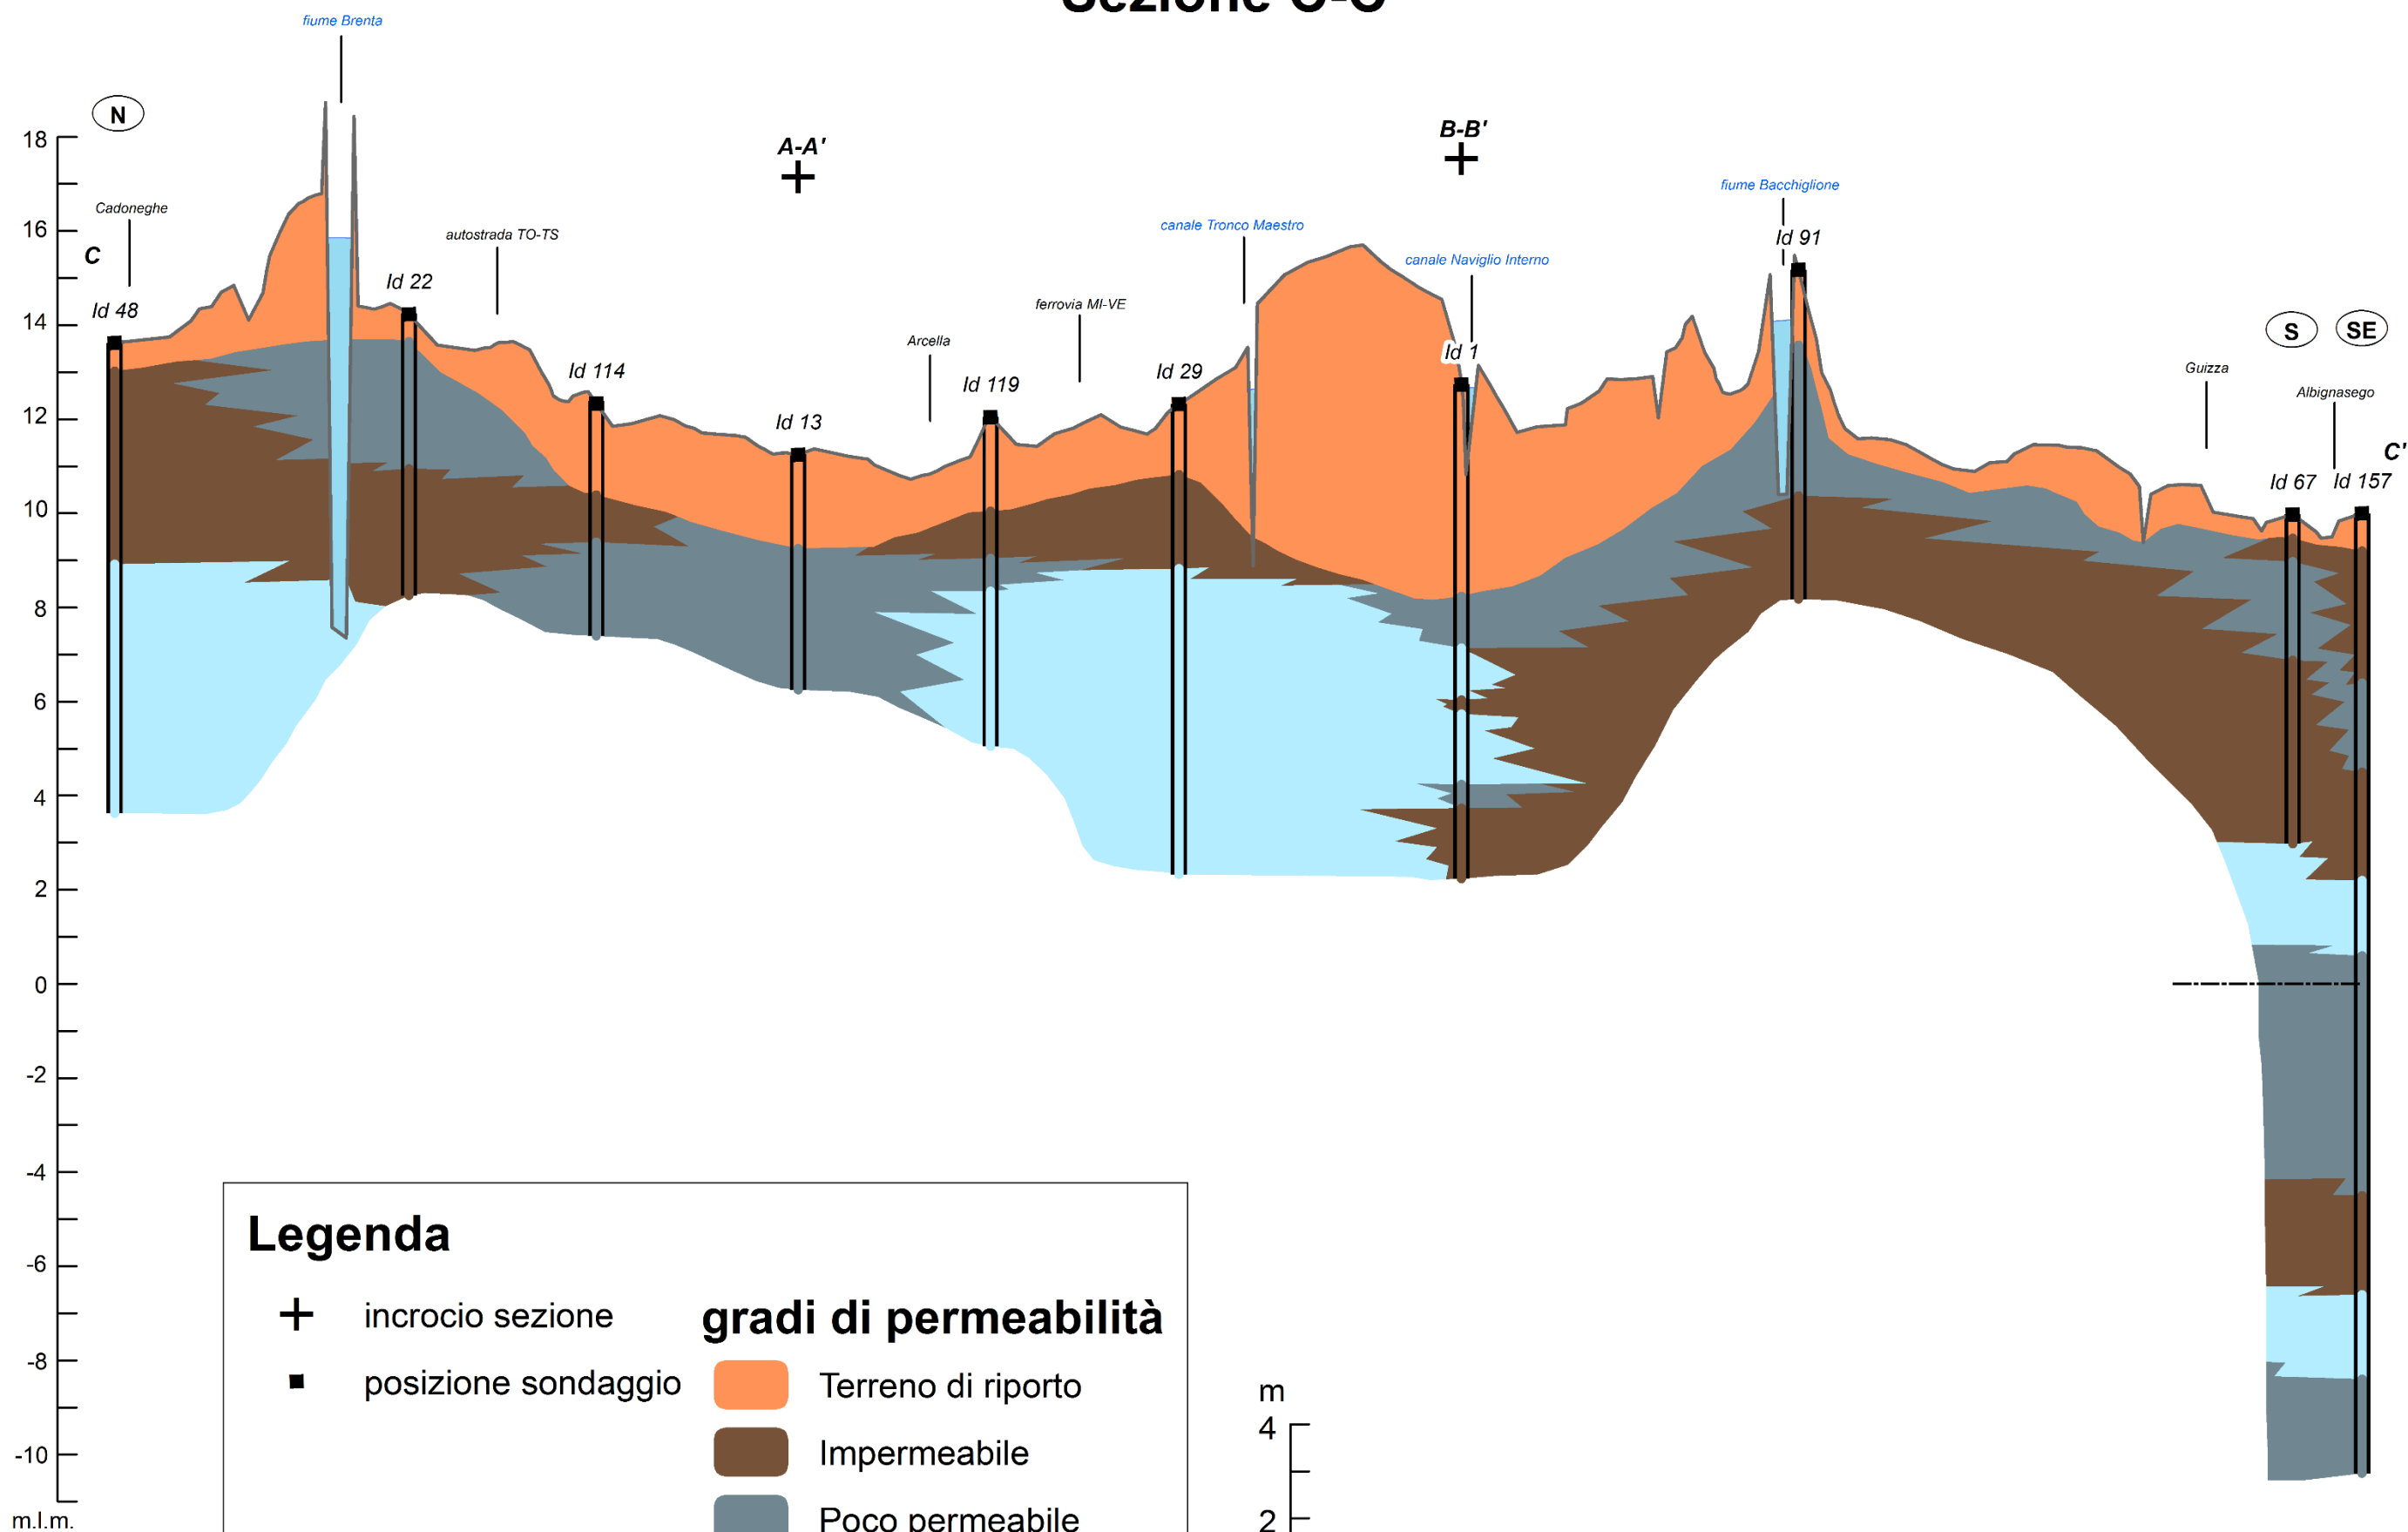 Sezione C-C'
fiume Brenta
N
A-A'
B-B'
fiume Bacchiglione
Cadoneghe
C
autostrada TO-TS
canale Tronco Maestro
canale Naviglio Interno
Id 91
Id 48
Id 22
ferrovia MI-VE
Arcella
Id 1
S
SE
Guizza
Albignasego
C'
Id 114
Id 13
Id 119
Id 29
Id 67
Id 157
18
16
14
12
10
8
6
4
2
0
-2
-4
-6
-8
-10
m.l.m.
Legenda
incrocio sezione
posizione sondaggio
gradi di permeabilità
Terreno di riporto
Impermeabile
Poco permeabile
m
4
2